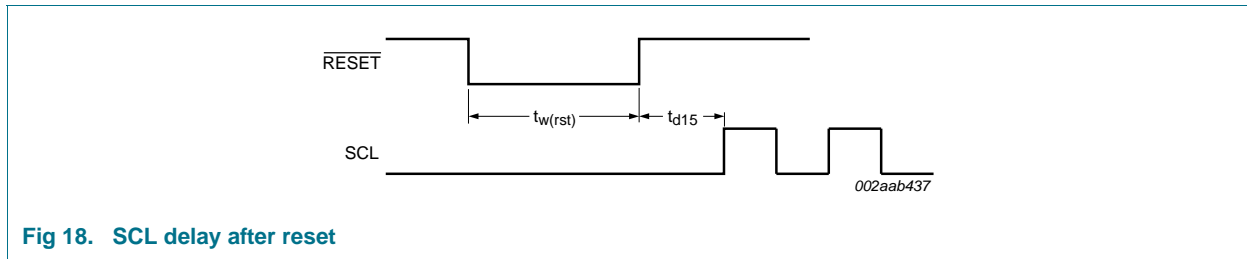 RESET
tw(rst) td15
SCL
002aab437
Fig 18. SCL delay after reset